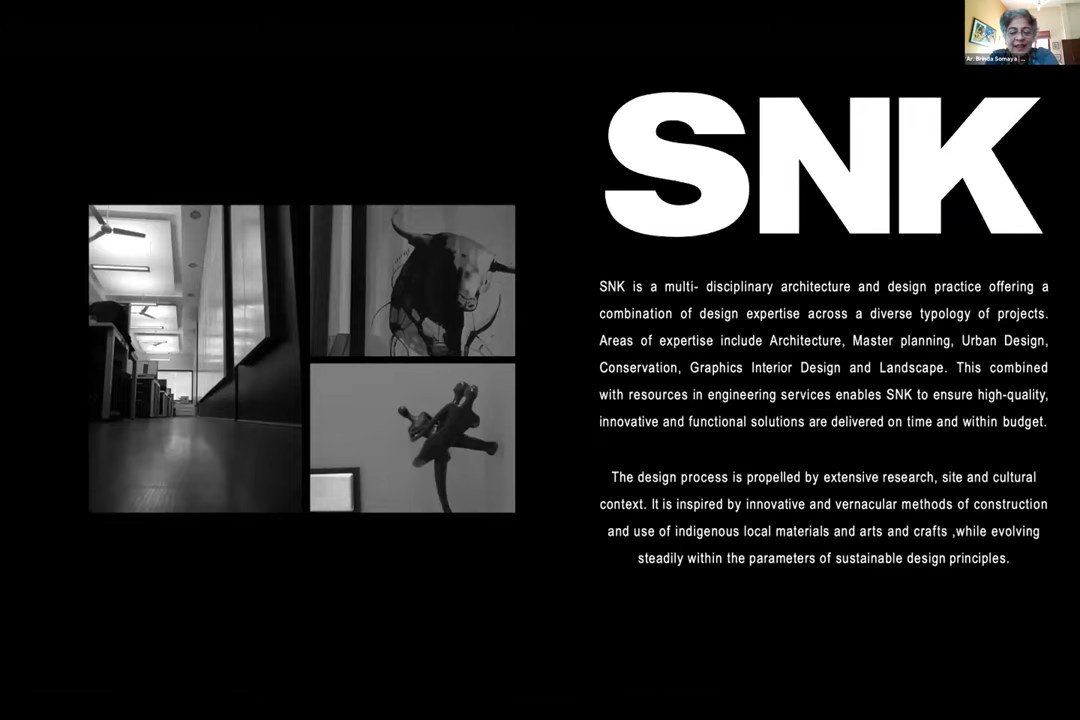 Ar. Brinda Somaya
SNK
SNK is a multi- disciplinary architecture and design practice offering a
combination of design expertise across a diverse typology of projects.
Areas of expertise include Architecture, Master planning, Urban Design,
Conservation, Graphics Interior Design and Landscape. This combined
with resources in engineering services enables SNK to ensure high-quality,
innovative and functional solutions are delivered on time and within budget.
The design process is propelled by extensive research, site and cultural
context. It is inspired by innovative and vernacular methods of construction
and use of indigenous local materials and arts and crafts ,while evolving
steadily within the parameters of sustainable design principles.